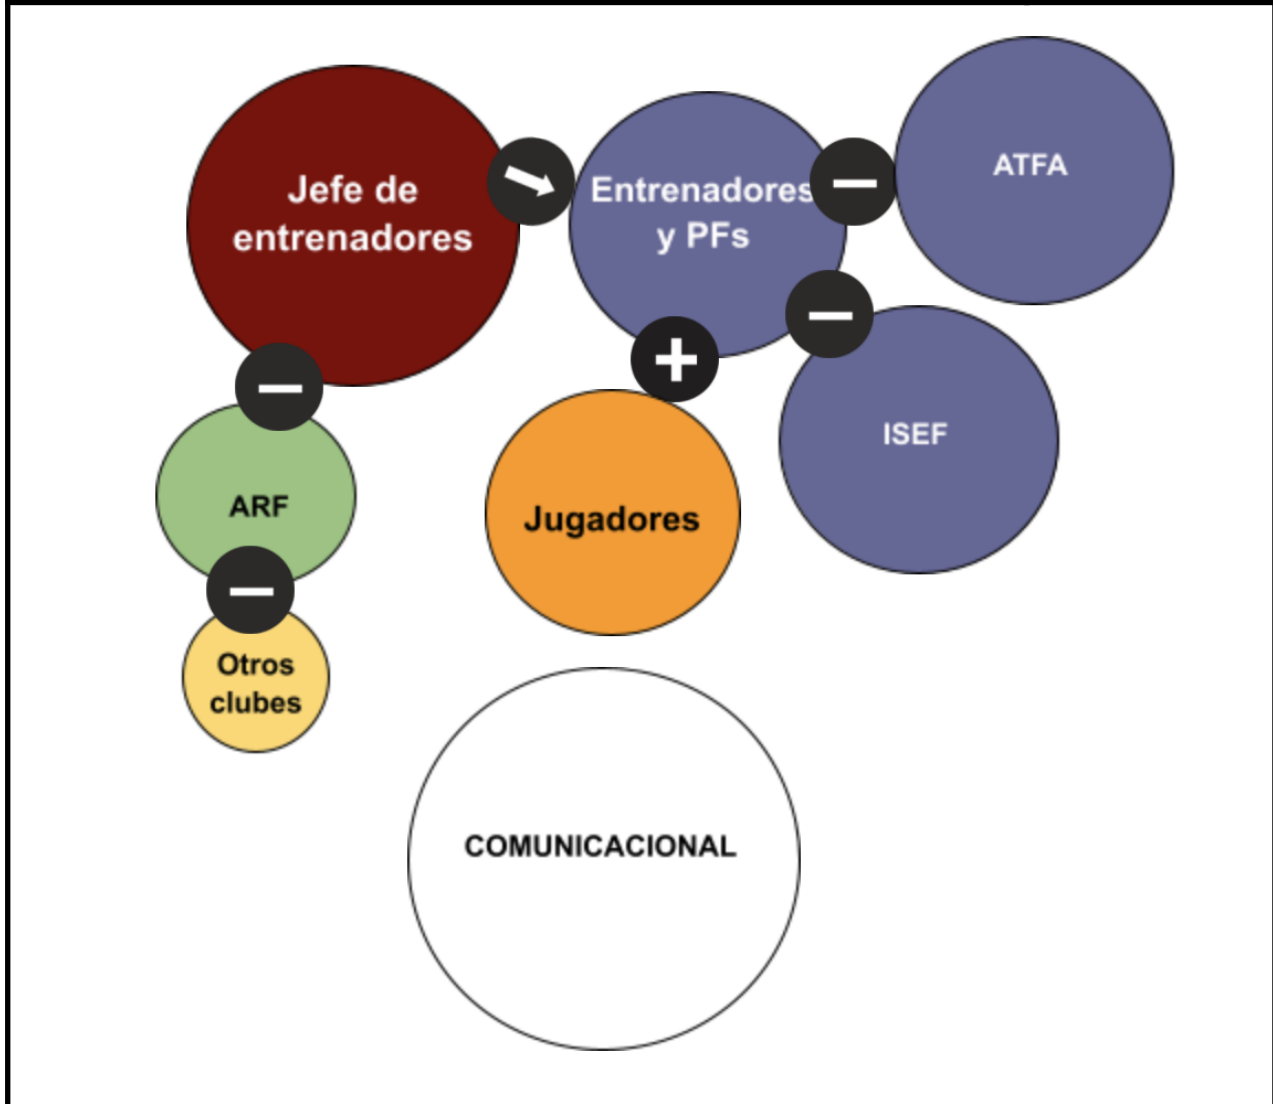 Jefe de
entrenadores
Entrenadores
y PFs
ATFA
ISEF
ARF
Jugadores
Otros
clubes
COMUNICACIONAL